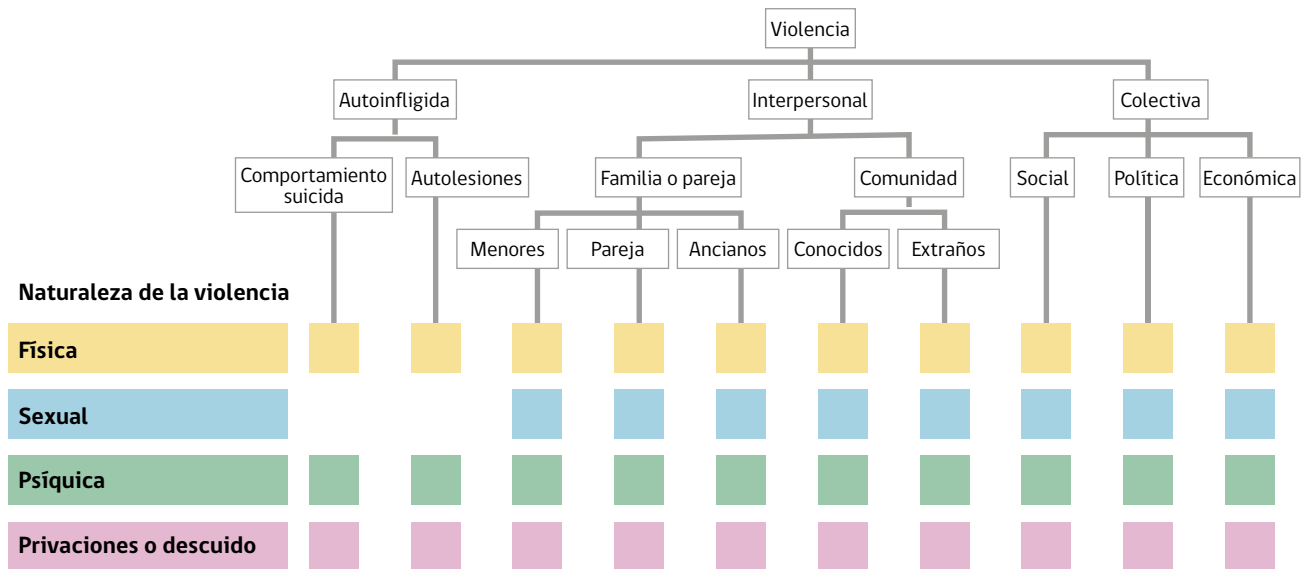 Violencia
Autoinfligida
Interpersonal
Colectiva
Comportamiento
suicida
Autolesiones
Familia o pareja
Comunidad
Social
Política
Económica
Menores
Pareja
Ancianos
Conocidos
Extraños
Naturaleza de la violencia
Física
Sexual
Psíquica
Privaciones o descuido